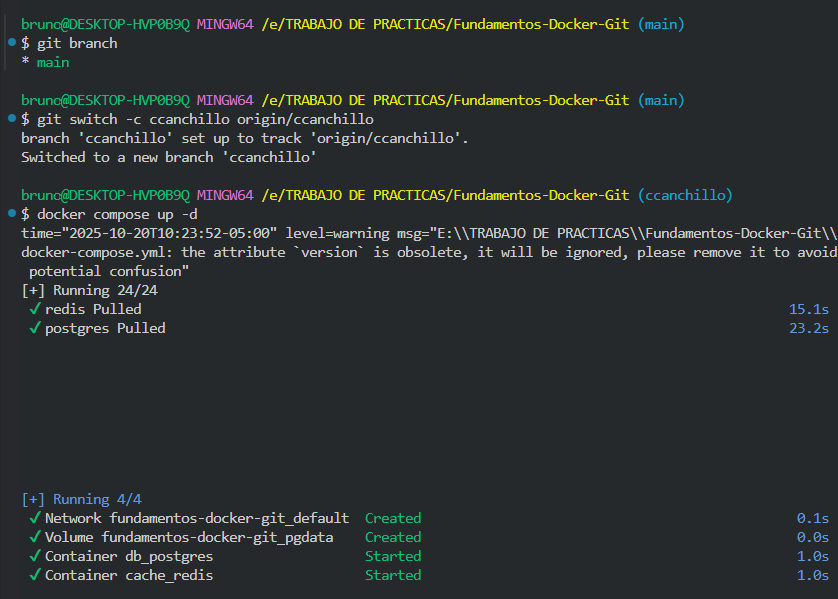 bruno@DESKTOP-HVP0B9Q MINGW64 /e/TRABAJO DE PRACTICAS/Fundamentos-Docker-Git (main)
$ git branch
* main
bruno@DESKTOP-HVP0B9Q MINGW64 /e/TRABAJO DE PRACTICAS/Fundamentos-Docker-Git (main)
$ git switch -c ccanchillo origin/ccanchillo
branch 'ccanchillo' set up to track 'origin/ccanchillo'.
Switched to a new branch 'ccanchillo'
bruno@DESKTOP-HVP0B9Q MINGW64 /e/TRABAJO DE PRACTICAS/Fundamentos-Docker-Git (ccanchillo)
$ docker compose up -d
time="2025-10-20T10:23:52-05:00" level=warning msg="E:\\TRABAJO DE PRACTICAS\\Fundamentos-Docker-Git\\
docker-compose.yml: the attribute `version` is obsolete, it will be ignored, please remove it to avoid
potential confusion"
[+] Running 24/24
✓ redis Pulled 15.1s
✓ postgres Pulled 23.2s
[+] Running 4/4
✓ Network fundamentos-docker-git_default Created 0.1s
✓ Volume fundamentos-docker-git_pgdata Created 0.0s
✓ Container db_postgres Started 1.0s
✓ Container cache_redis Started 1.0s